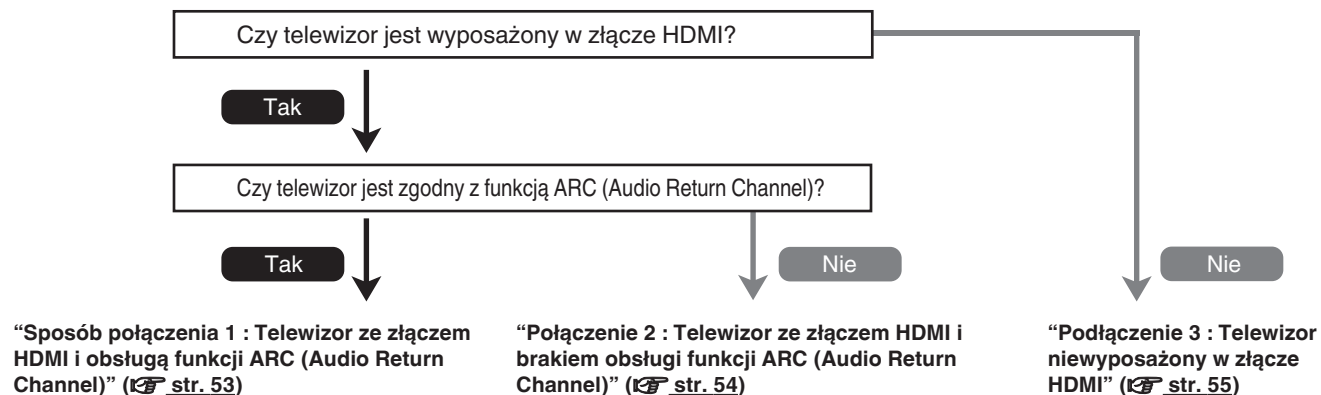 Czy telewizor jest wyposażony w złącze HDMI?
Tak
Czy telewizor jest zgodny z funkcją ARC (Audio Return Channel)?
Tak
Nie
Nie
“Sposób połączenia 1 : Telewizor ze złączem
HDMI i obsługą funkcji ARC (Audio Return
Channel)” (☞ str. 53)
“Połączenie 2 : Telewizor ze złączem HDMI i
brakiem obsługi funkcji ARC (Audio Return
Channel)” (☞ str. 54)
“Podłączenie 3 : Telewizor
niewyposażony w złącze
HDMI” (☞ str. 55)